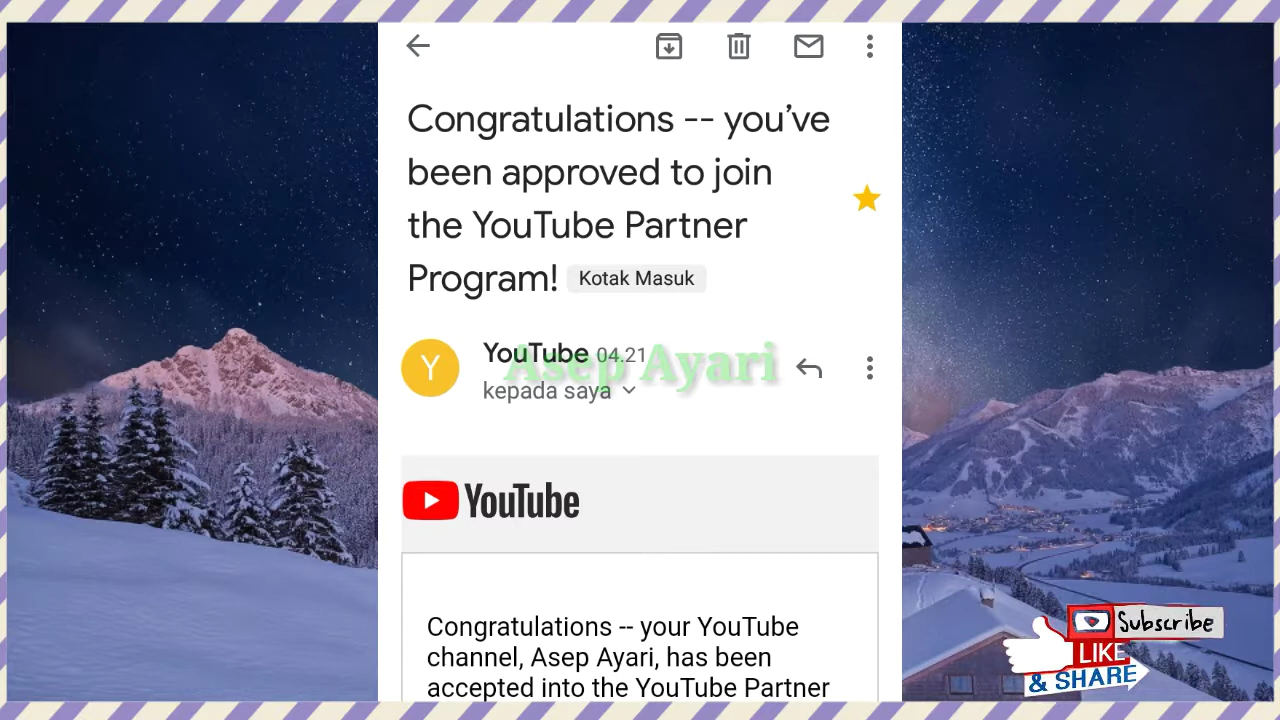 Congratulations -- you’ve
been approved to join
the YouTube Partner
Program! Kotak Masuk
Y
YouTube 04.21
Asep Ayari
kepada saya
YouTube
Congratulations -- your YouTube
channel, Asep Ayari, has been
accepted into the YouTube Partner
Subscribe
LIKE
& SHARE